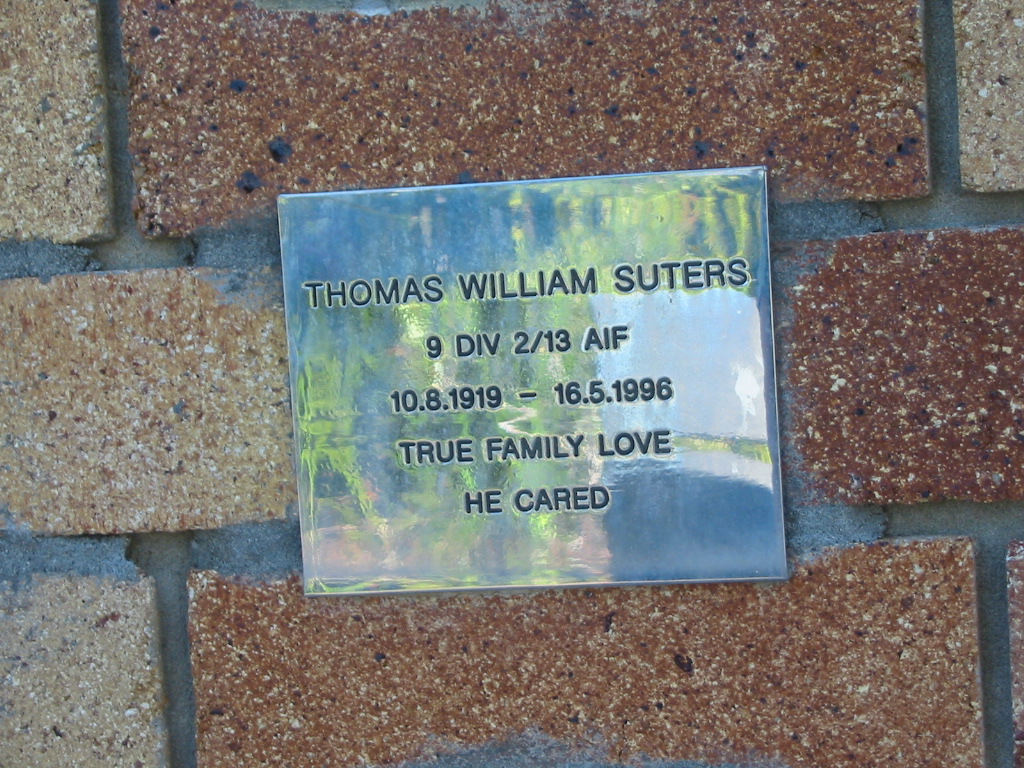 THOMAS WILLIAM SUTERS
9 DIV 2/13 AIF
10.8.1919 - 16.5.1996
TRUE FAMILY LOVE
HE CARED